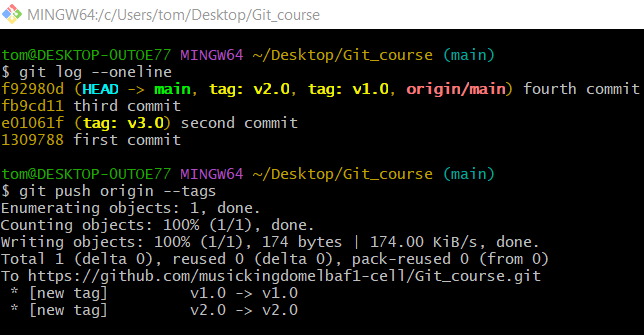 MINGW64:/c/Users/tom/Desktop/Git_course
tom@DESKTOP-OUTOE77 MINGW64 ~/Desktop/Git_course (main)
$ git log --oneline
f92980d (HEAD -> main, tag: v2.0, tag: v1.0, origin/main) fourth commit
fb9cd11 third commit
e01061f (tag: v3.0) second commit
1309788 first commit
tom@DESKTOP-OUTOE77 MINGW64 ~/Desktop/Git_course (main)
$ git push origin --tags
Enumerating objects: 1, done.
Counting objects: 100% (1/1), done.
Writing objects: 100% (1/1), 174 bytes | 174.00 KiB/s, done.
Total 1 (delta 0), reused 0 (delta 0), pack-reused 0 (from 0)
To https://github.com/musickingdomelbaf1-cell/Git_course.git
 * [new tag]         v1.0 -> v1.0
 * [new tag]         v2.0 -> v2.0